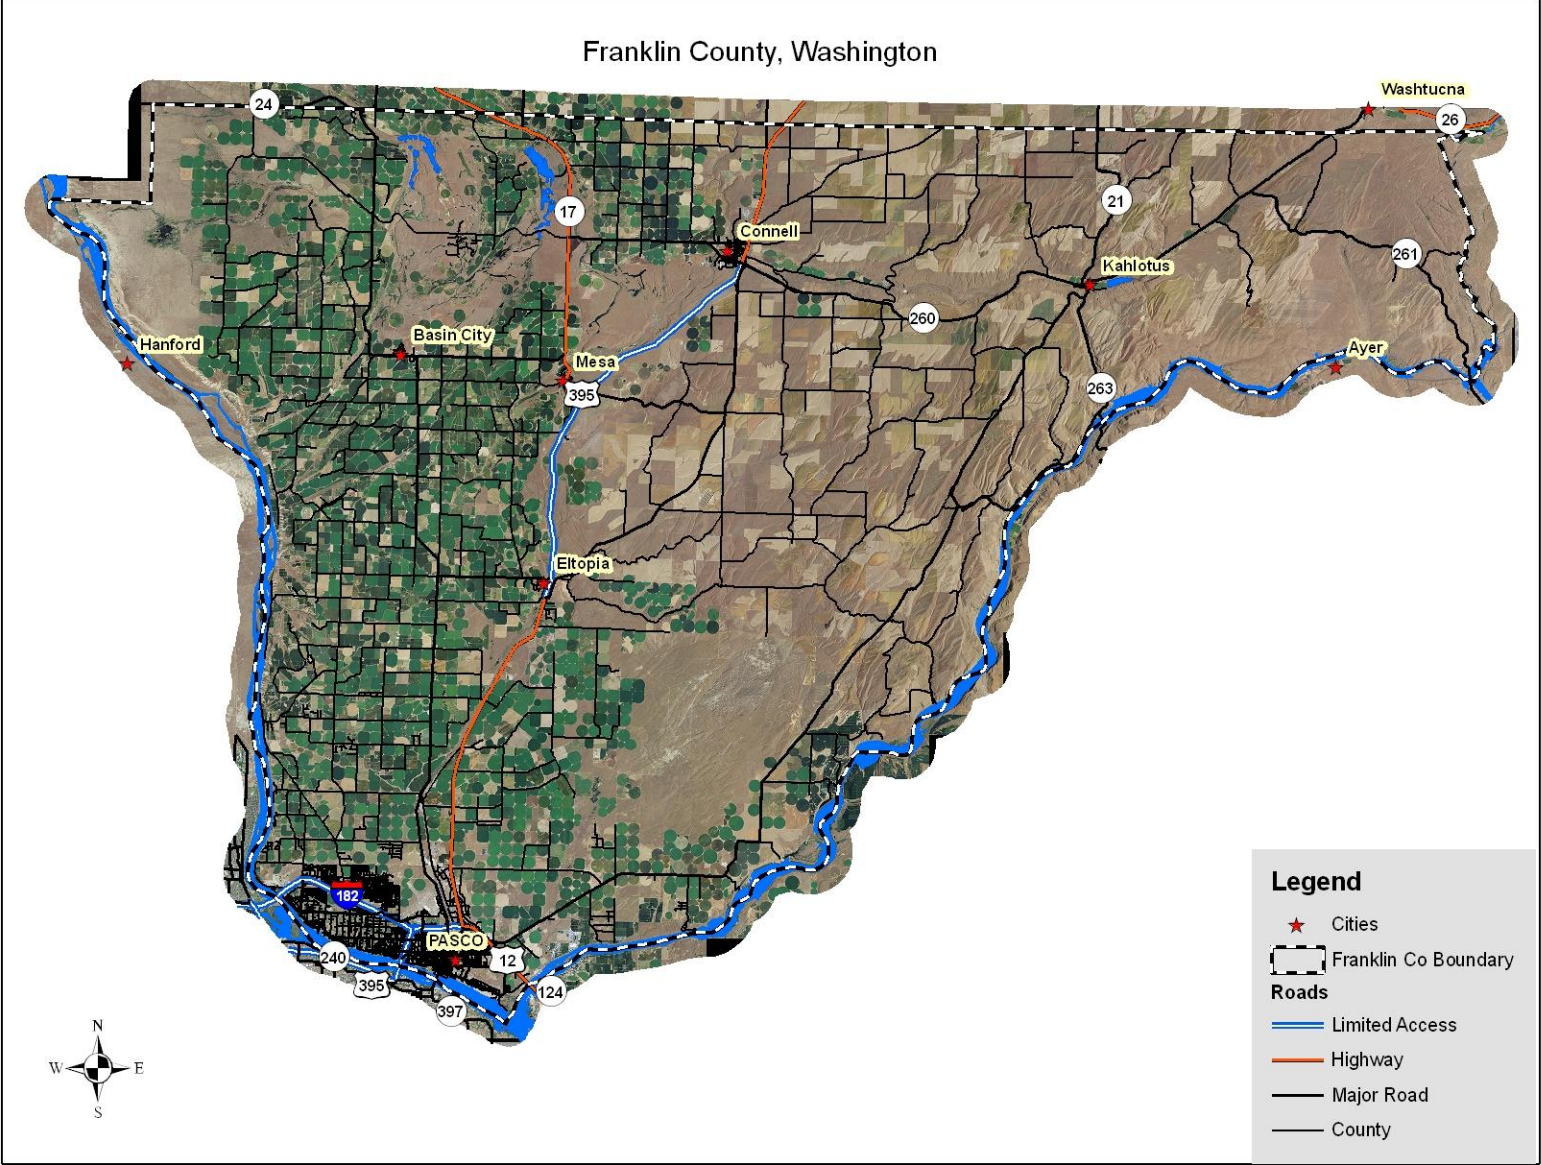 Franklin County, Washington
Washtucna
24
26
17
21
Connell
261
Kahlotus
260
Hanford
Basin City
Mesa
Ayer
395
263
Eltopia
182
PASCO
240
12
395
124
397
N
W
E
S
Legend
Cities
Franklin Co Boundary
Roads
Limited Access
Highway
Major Road
County